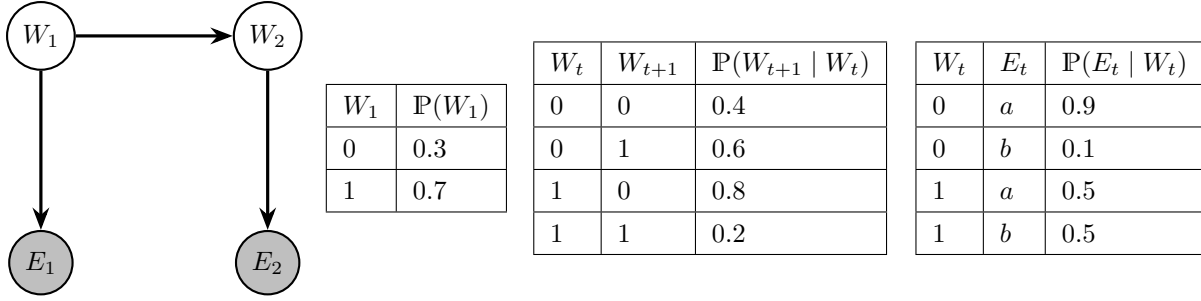 W₁ W₂
E₁ E₂
W₁ ℙ(W₁)
0 0.3
1 0.7
Wₜ Wₜ₊₁ ℙ(Wₜ₊₁ | Wₜ)
0 0 0.4
0 1 0.6
1 0 0.8
1 1 0.2
Wₜ Eₜ ℙ(Eₜ | Wₜ)
0 a 0.9
0 b 0.1
1 a 0.5
1 b 0.5